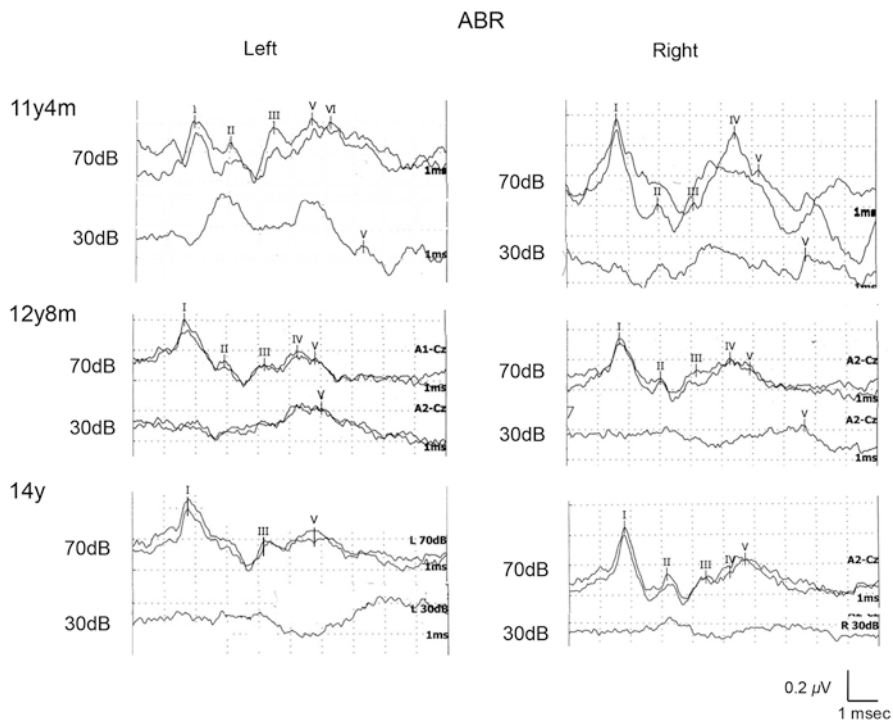 ABR
Left
Right
11y4m
I II III V VI
70dB
1ms
30dB
V
1ms
I II III IV V
70dB
1ms
30dB
V
1ms
12y8m
I II III IV V
70dB
A1-Cz
1ms
30dB
V
A2-Cz
1ms
I II III IV V
70dB
A2-Cz
1ms
30dB
V
A2-Cz
1ms
14y
I III V
70dB
L 70dB
1ms
30dB
L 30dB
1ms
I II III IV V
70dB
A2-Cz
1ms
30dB
A2-Cz
R 30dB
0.2 µV
1 msec